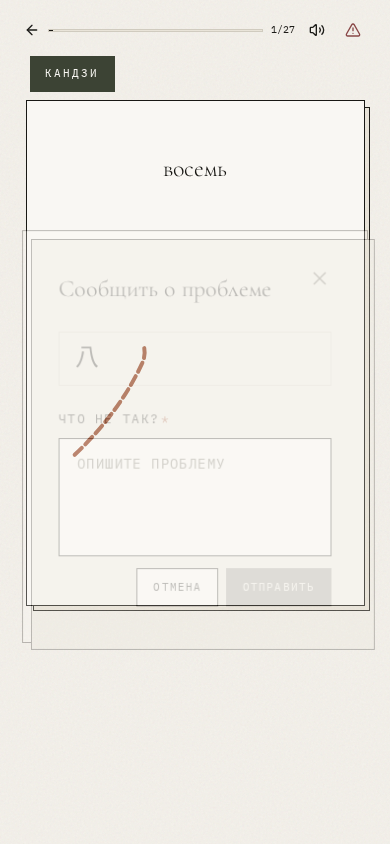 1/27
КАНДЗИ
восемь
Сообщить о проблеме
八
ЧТО НЕ ТАК?*
ОПИШИТЕ ПРОБЛЕМУ
ОТМЕНА
ОТПРАВИТЬ